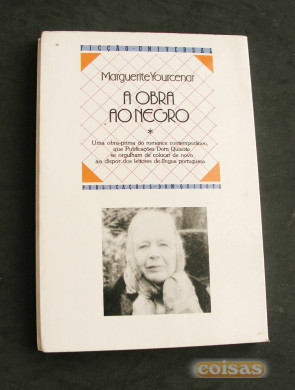 FICÇÃO UNIVERSAL
Marguerite Yourcenar
A OBRA
AO NEGRO
*
Uma obra-prima do romance contemporâneo,
que Publicações Dom Quixote
se orgulham de colocar de novo
ao dispor dos leitores de língua portuguesa.
PUBLICAÇÕES DOM QUIXOTE
coisas